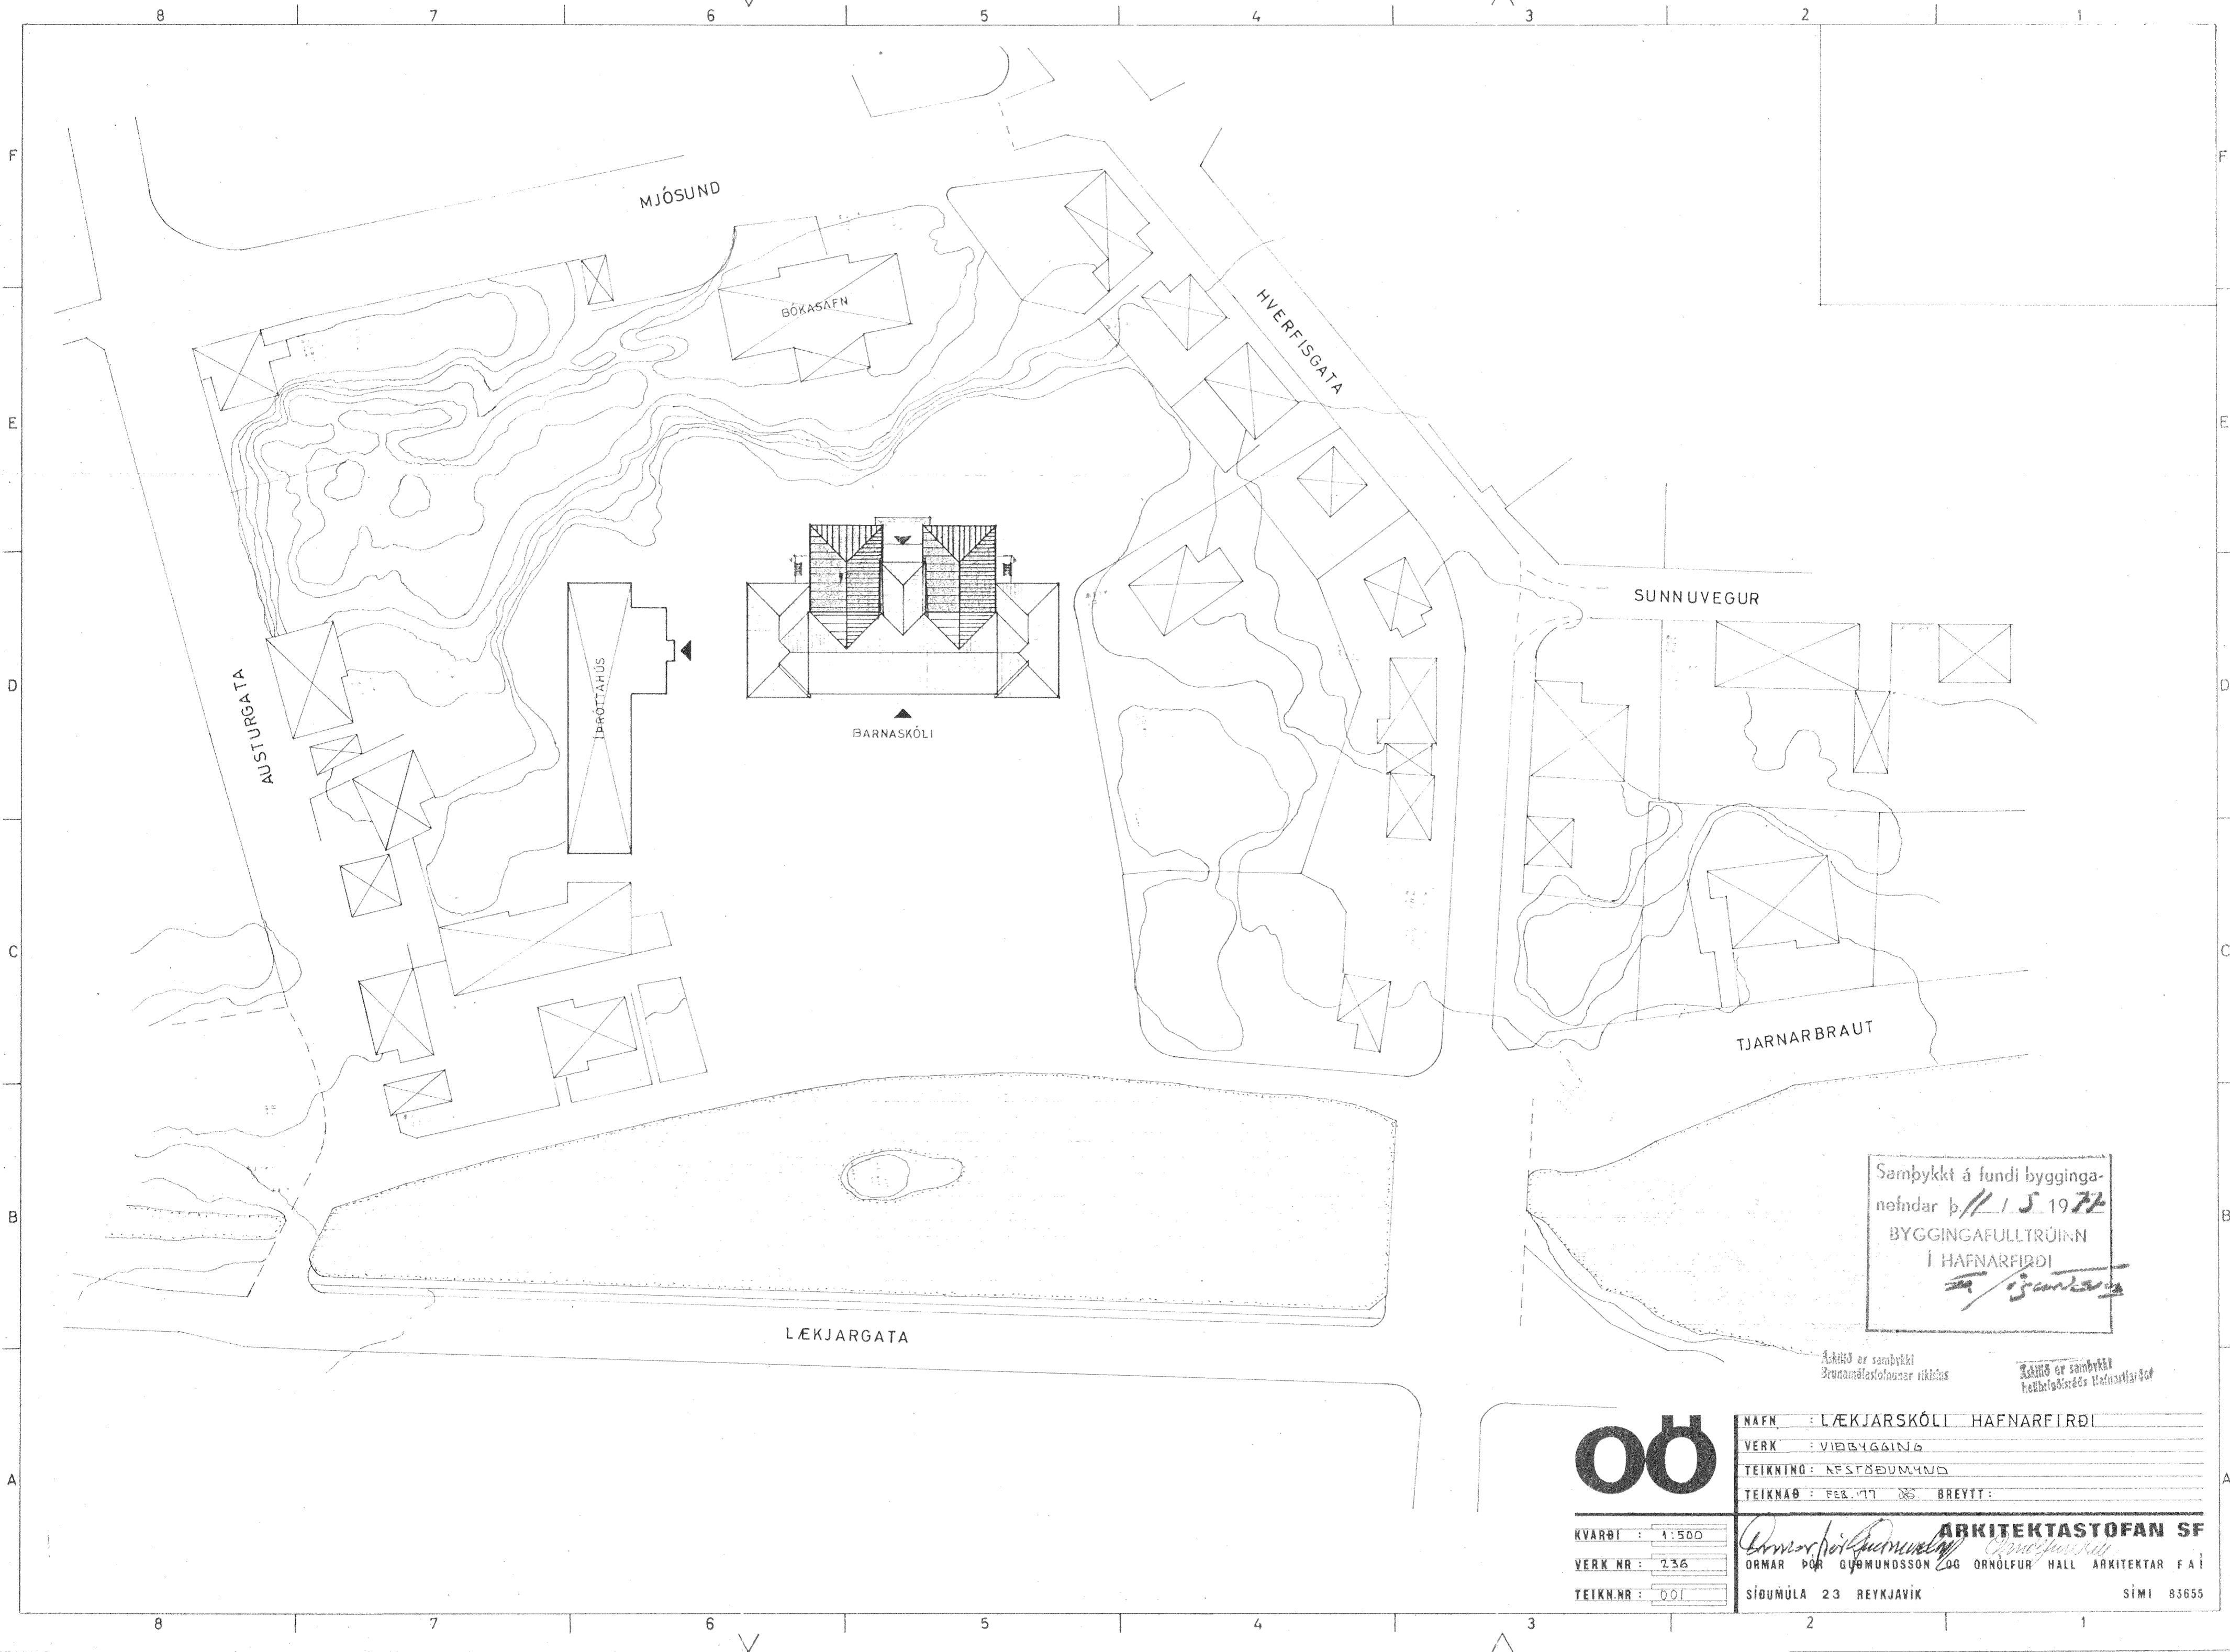 8 7 6 5 4 3 2 1
F F
MJÓSUND
BÓKASAFN
HVERFISGATA
E E
SUNNUVEGUR
D D
AUSTURGATA
ÍÞRÓTTAHÚS
BARNASKÓLI
C C
TJARNARBRAUT
B B
Samþykkt á fundi bygginga-
nefndar þ. 11 / 5 1977
BYGGINGAFULLTRÚINN
Í HAFNARFIRÐI
LÆKJARGATA
Áskilið er samþykki
Brunamálastofnunar ríkisins
Áskilið er samþykki
heilbrigðisráðs Hafnarfjarðar
A A
OÖ
NAFN : LÆKJARSKÓLI HAFNARFIRÐI
VERK : VIÐBYGGING
TEIKNING : AFSTÖÐUMYND
TEIKNAÐ : FEB. '77 BREYTT :
KVARÐI : 1:500
VERK NR : 236
TEIKN.NR : 001
ARKITEKTASTOFAN SF
ORMAR ÞÓR GUÐMUNDSSON OG ÖRNÓLFUR HALL ARKITEKTAR FAÍ
SÍÐUMÚLA 23 REYKJAVÍK SÍMI 83655
8 7 6 5 4 3 2 1